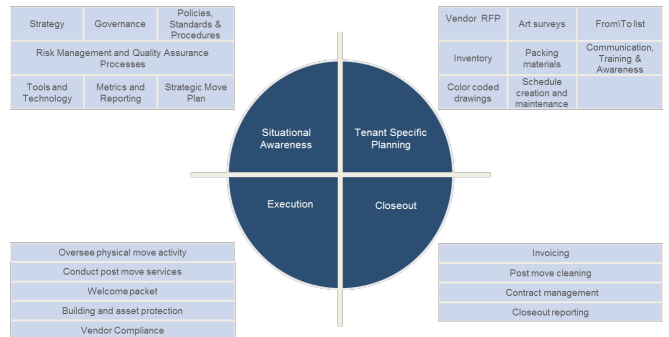 Strategy
Governance
Policies,
Standards &
Procedures
Risk Management and Quality Assurance
Processes
Tools and
Technology
Metrics and
Reporting
Strategic Move
Plan
Vendor RFP
Art surveys
From\To list
Inventory
Packing
materials
Communication,
Training &
Awareness
Color coded
drawings
Schedule
creation and
maintenance
Situational
Awareness
Tenant Specific
Planning
Execution
Closeout
Oversee physical move activity
Conduct post move services
Welcome packet
Building and asset protection
Vendor Compliance
Invoicing
Post move cleaning
Contract management
Closeout reporting